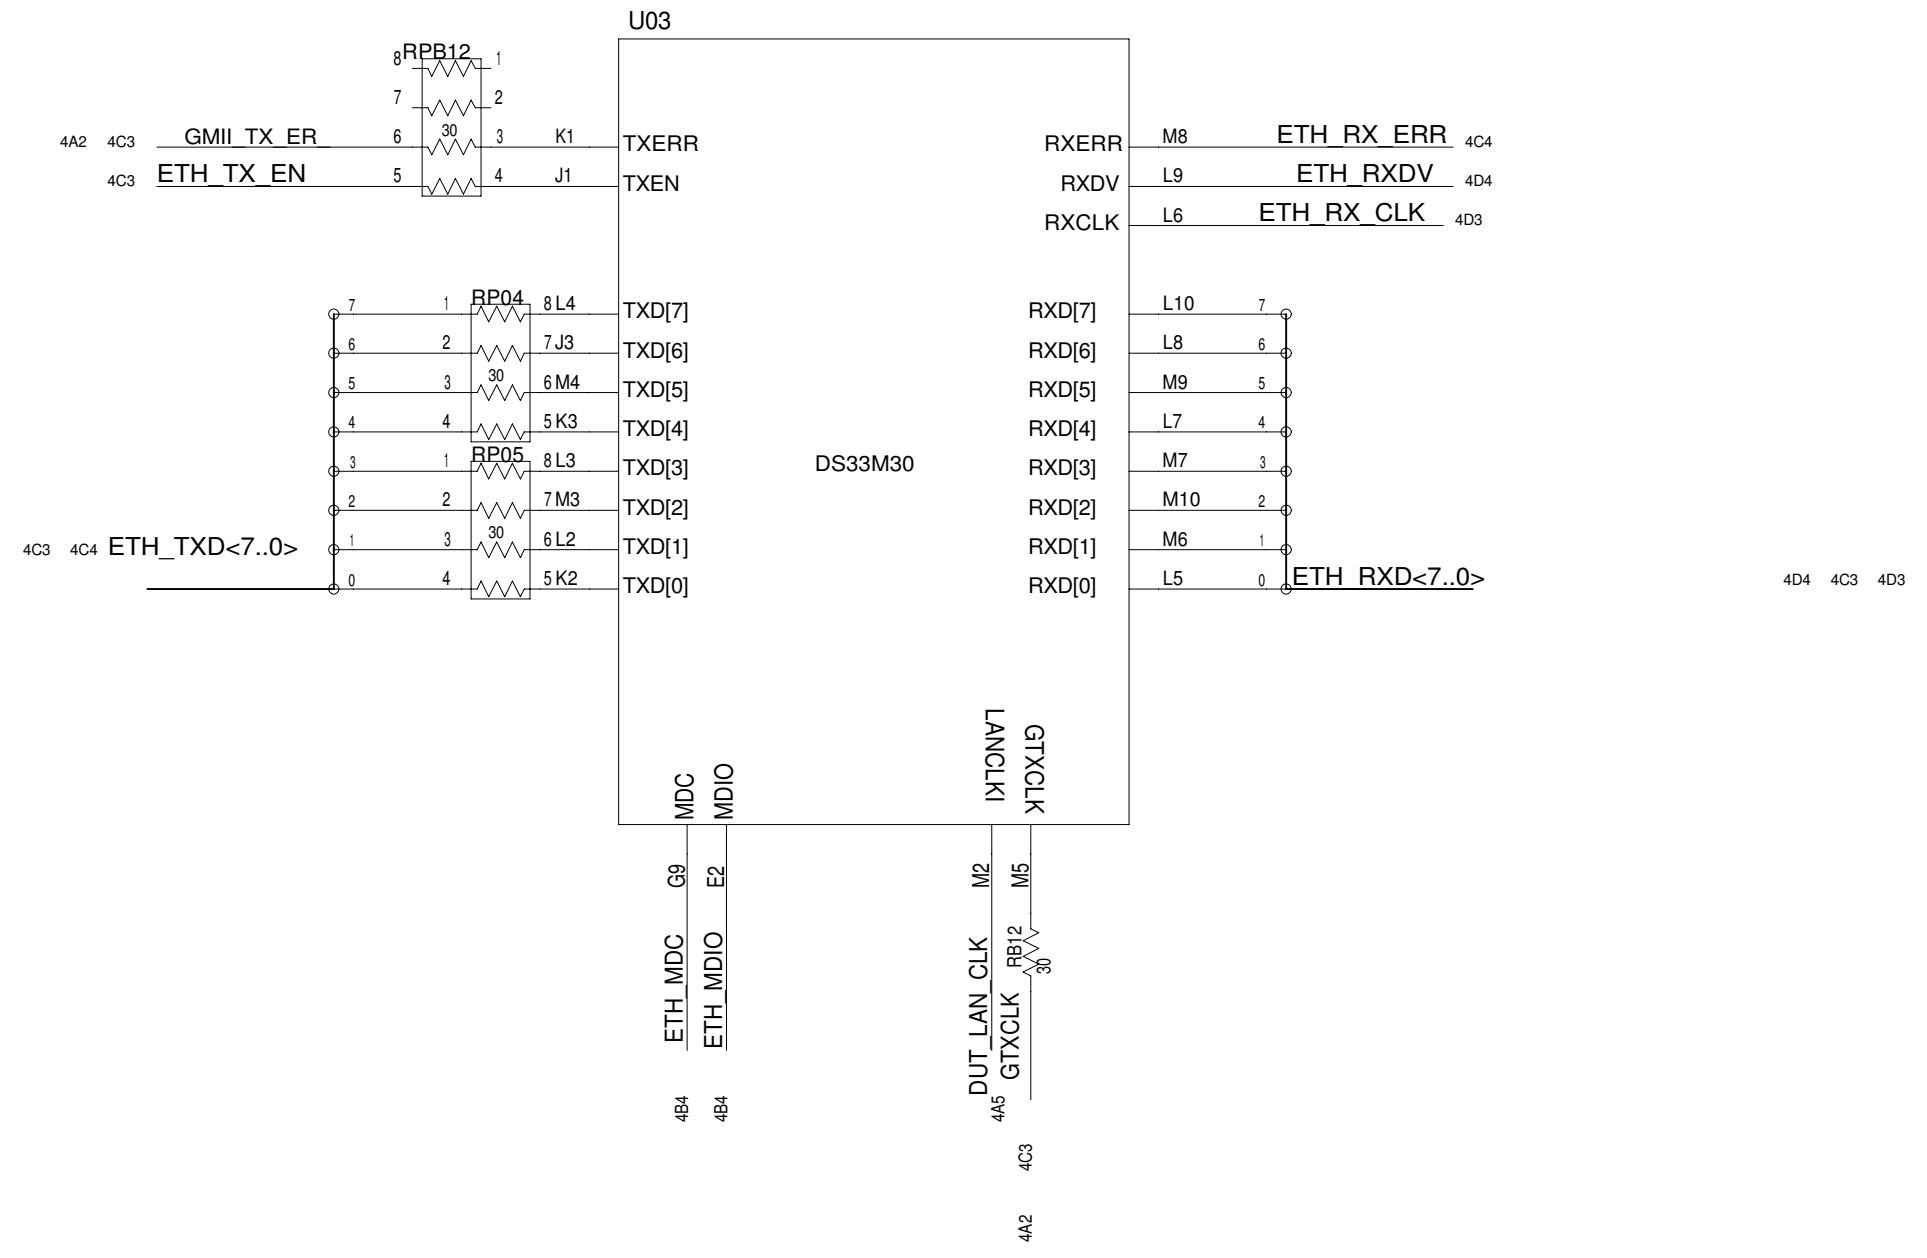 U03
RPB12
8 1
7 2
4A2 4C3 GMII_TX_ER 6 30 3 K1 TXERR
4C3 ETH_TX_EN 5 4 J1 TXEN
RXERR M8 ETH_RX_ERR 4C4
RXDV L9 ETH_RXDV 4D4
RXCLK L6 ETH_RX_CLK 4D3
RP04
7 1 8 L4 TXD[7]
6 2 7 J3 TXD[6]
5 3 30 6 M4 TXD[5]
4 4 5 K3 TXD[4]
RP05
3 1 8 L3 TXD[3]
2 2 7 M3 TXD[2]
4C3 4C4 ETH_TXD<7..0> 1 3 30 6 L2 TXD[1]
0 4 5 K2 TXD[0]
DS33M30
RXD[7] L10 7
RXD[6] L8 6
RXD[5] M9 5
RXD[4] L7 4
RXD[3] M7 3
RXD[2] M10 2
RXD[1] M6 1
RXD[0] L5 0 ETH_RXD<7..0> 4D4 4C3 4D3
MDC G9 ETH_MDC 4B4
MDIO E2 ETH_MDIO 4B4
LANCLKI M2 DUT_LAN_CLK 4A5
GTXCLK M5 RB12 30 GTXCLK 4C3 4A2